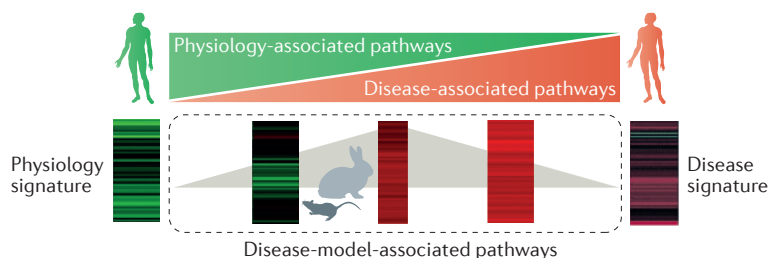 Physiology-associated pathways
Disease-associated pathways
Physiology
signature
Disease
signature
Disease-model-associated pathways